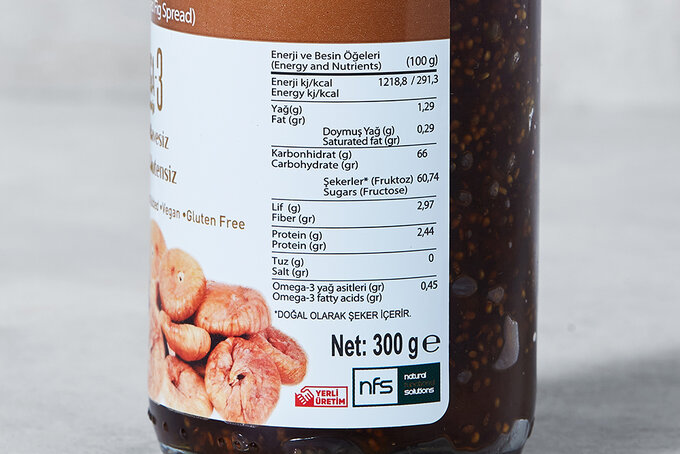 Fig Spread)
3
Enerji ve Besin Öğeleri (100 g)
(Energy and Nutrients)
Enerji kj/kcal 1218,8 / 291,3
Energy kj/kcal
Yağ(g) 1,29
Fat (gr)
Doymuş Yağ (g) 0,29
Saturated fat (gr)
Karbonhidrat (g) 66
Carbohydrate (gr)
Şekerler* (Fruktoz) 60,74
Sugars (Fructose)
Lif (g) 2,97
Fiber (gr)
Protein (g) 2,44
Protein (gr)
Tuz (g) 0
Salt (gr)
Omega-3 yağ asitleri (gr) 0,45
Omega-3 fatty acids (gr)
*DOĞAL OLARAK ŞEKER İÇERİR.
•Vegan •Gluten Free
Net: 300 g e
YERLİ
ÜRETİM
nfs
natural
solutions